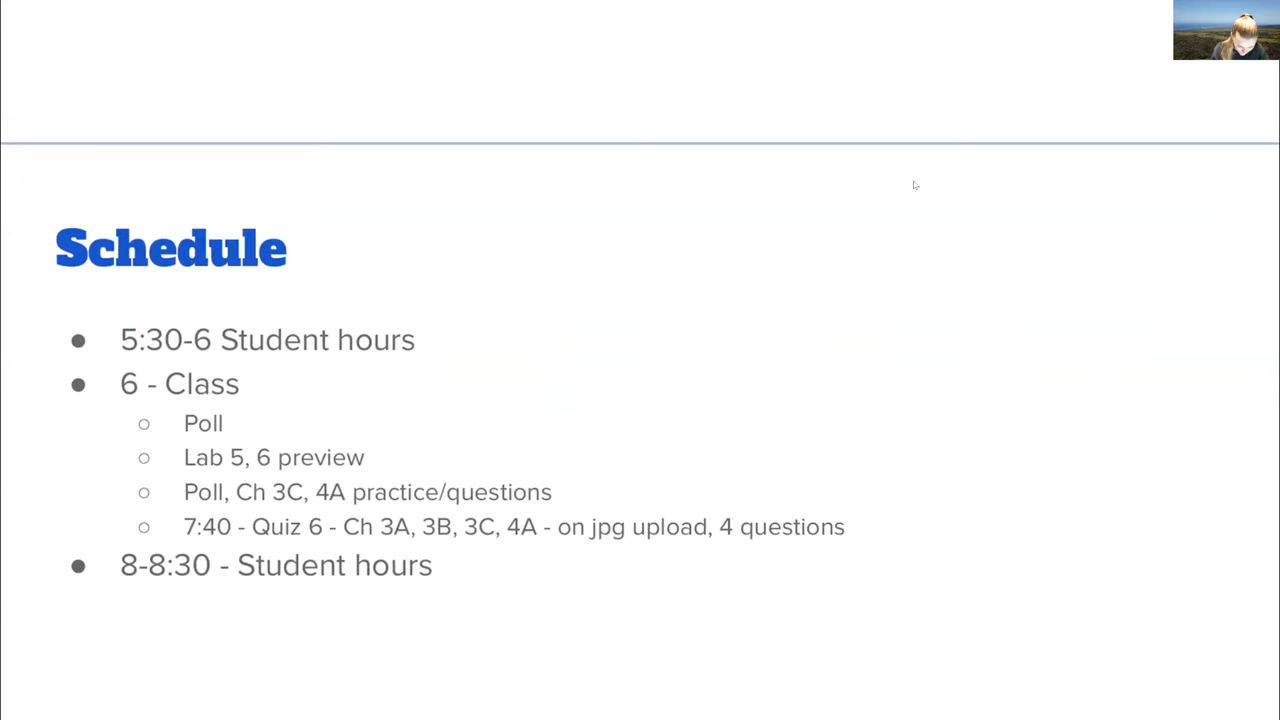 Schedule
● 5:30-6 Student hours
● 6 - Class
○ Poll
○ Lab 5, 6 preview
○ Poll, Ch 3C, 4A practice/questions
○ 7:40 - Quiz 6 - Ch 3A, 3B, 3C, 4A - on jpg upload, 4 questions
● 8-8:30 - Student hours